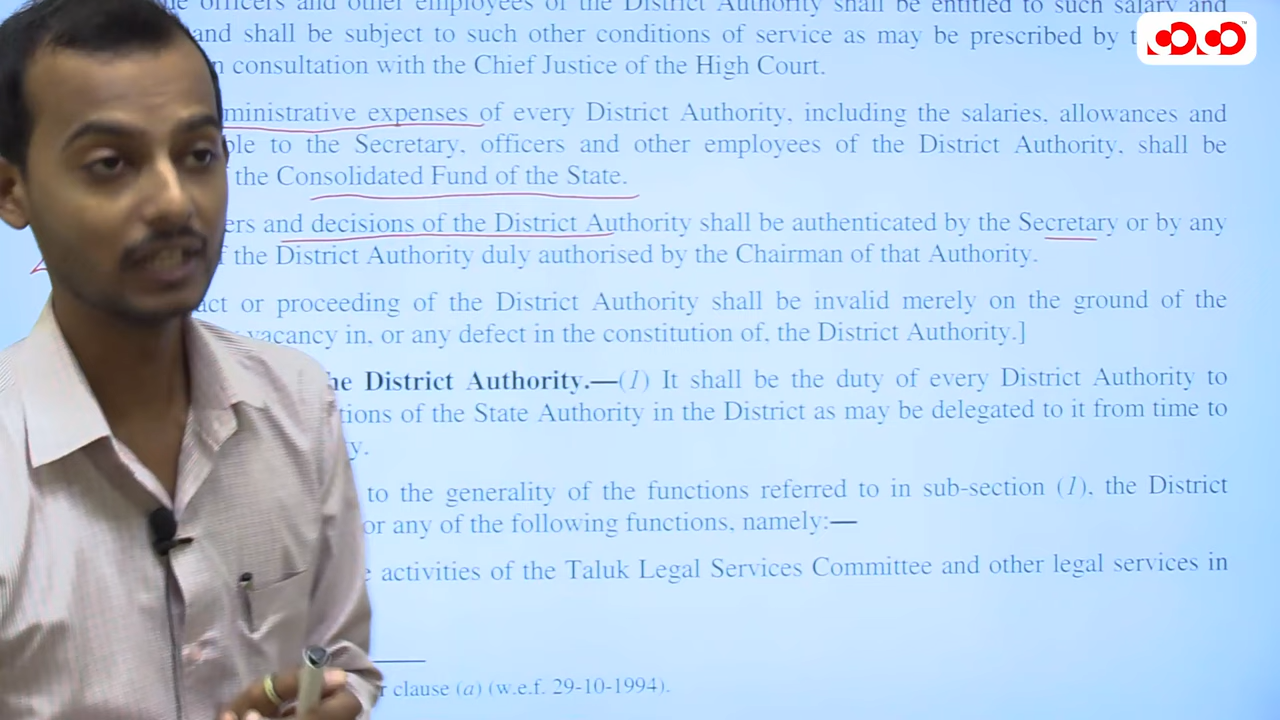 officers and other employees of the District Authority shall be entitled to such salary and
and shall be subject to such other conditions of service as may be prescribed by
consultation with the Chief Justice of the High Court.
expenses of every District Authority, including the salaries, allowances and
to the Secretary, officers and other employees of the District Authority, shall be
the Consolidated Fund of the State.
and decisions of the District Authority shall be authenticated by the Secretary or by any
the District Authority duly authorised by the Chairman of that Authority.
act or proceeding of the District Authority shall be invalid merely on the ground of the
vacancy in, or any defect in the constitution of, the District Authority.]
District Authority.—(1) It shall be the duty of every District Authority to
of the State Authority in the District as may be delegated to it from time to
to the generality of the functions referred to in sub-section (1), the District
or any of the following functions, namely:—
activities of the Taluk Legal Services Committee and other legal services in
clause (a) (w.e.f. 29-10-1994).